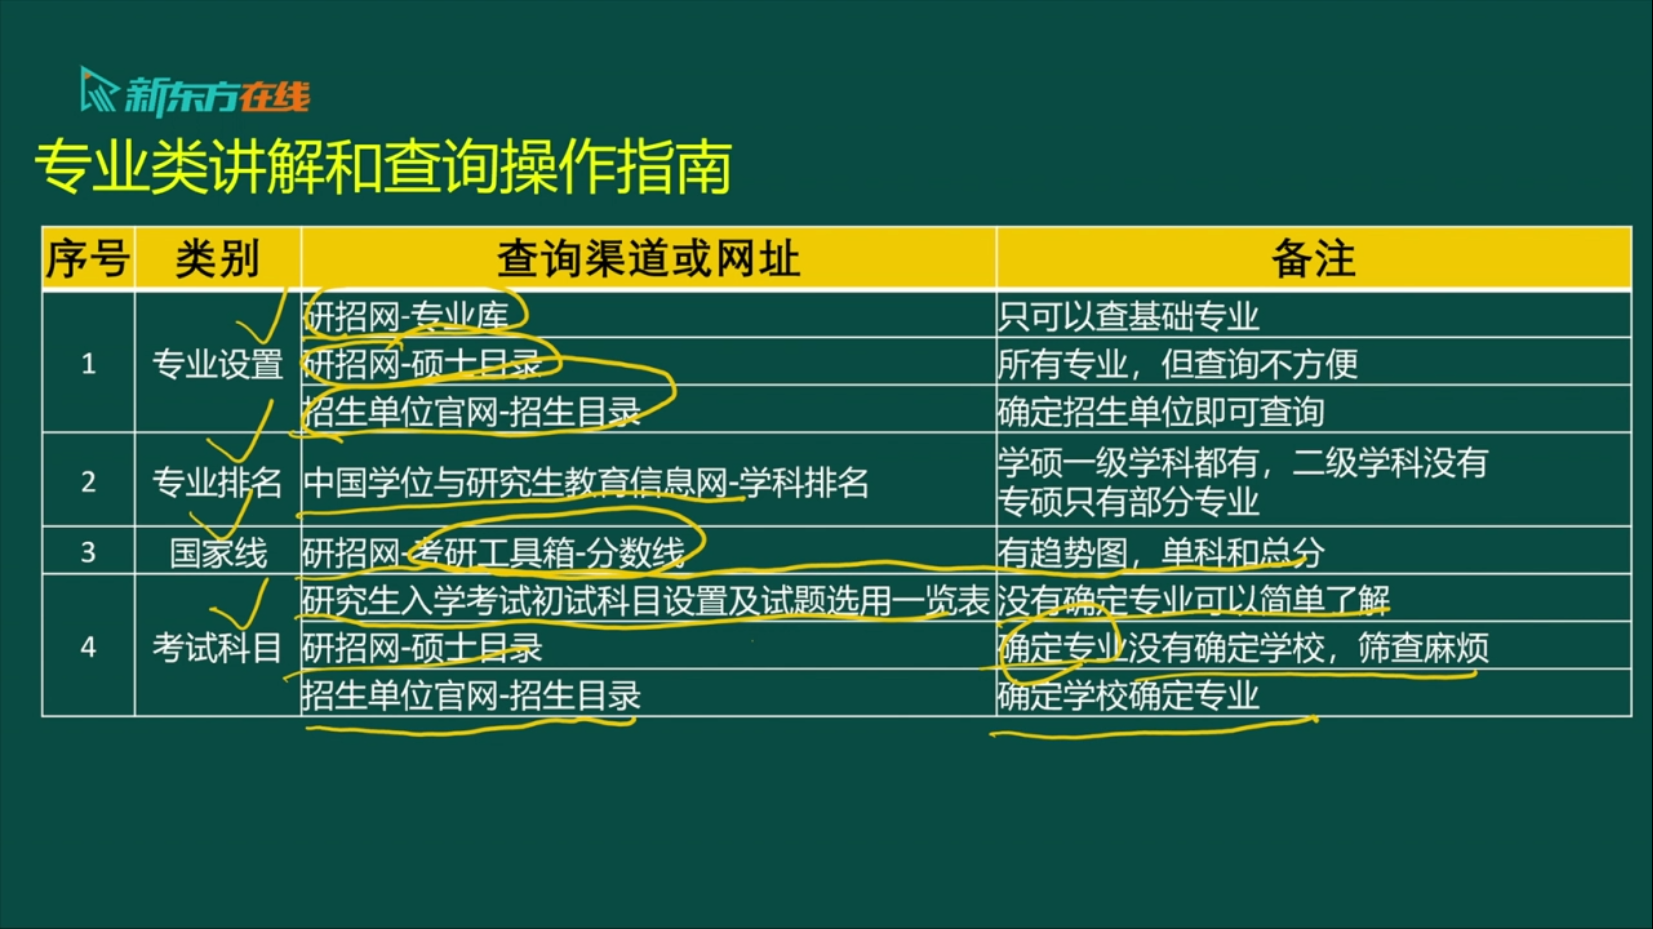 新东方在线
专业类讲解和查询操作指南
序号 类别 查询渠道或网址 备注
1 专业设置 研招网-专业库 只可以查基础专业
研招网-硕士目录 所有专业，但查询不方便
招生单位官网-招生目录 确定招生单位即可查询
2 专业排名 中国学位与研究生教育信息网-学科排名 学硕一级学科都有，二级学科没有
专硕只有部分专业
3 国家线 研招网-考研工具箱-分数线 有趋势图，单科和总分
4 考试科目 研究生入学考试初试科目设置及试题选用一览表 没有确定专业可以简单了解
研招网-硕士目录 确定专业没有确定学校，筛查麻烦
招生单位官网-招生目录 确定学校确定专业